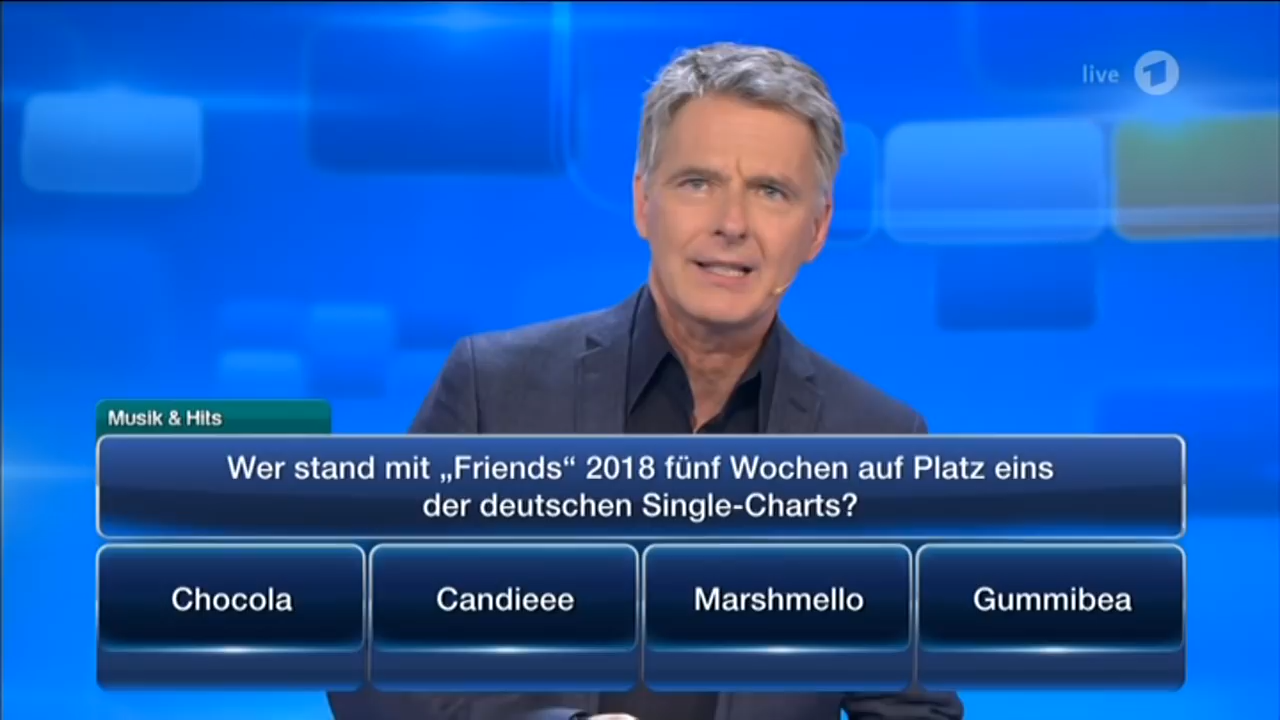 live 1
Musik & Hits
Wer stand mit „Friends“ 2018 fünf Wochen auf Platz eins
der deutschen Single-Charts?
Chocola
Candieee
Marshmello
Gummibea